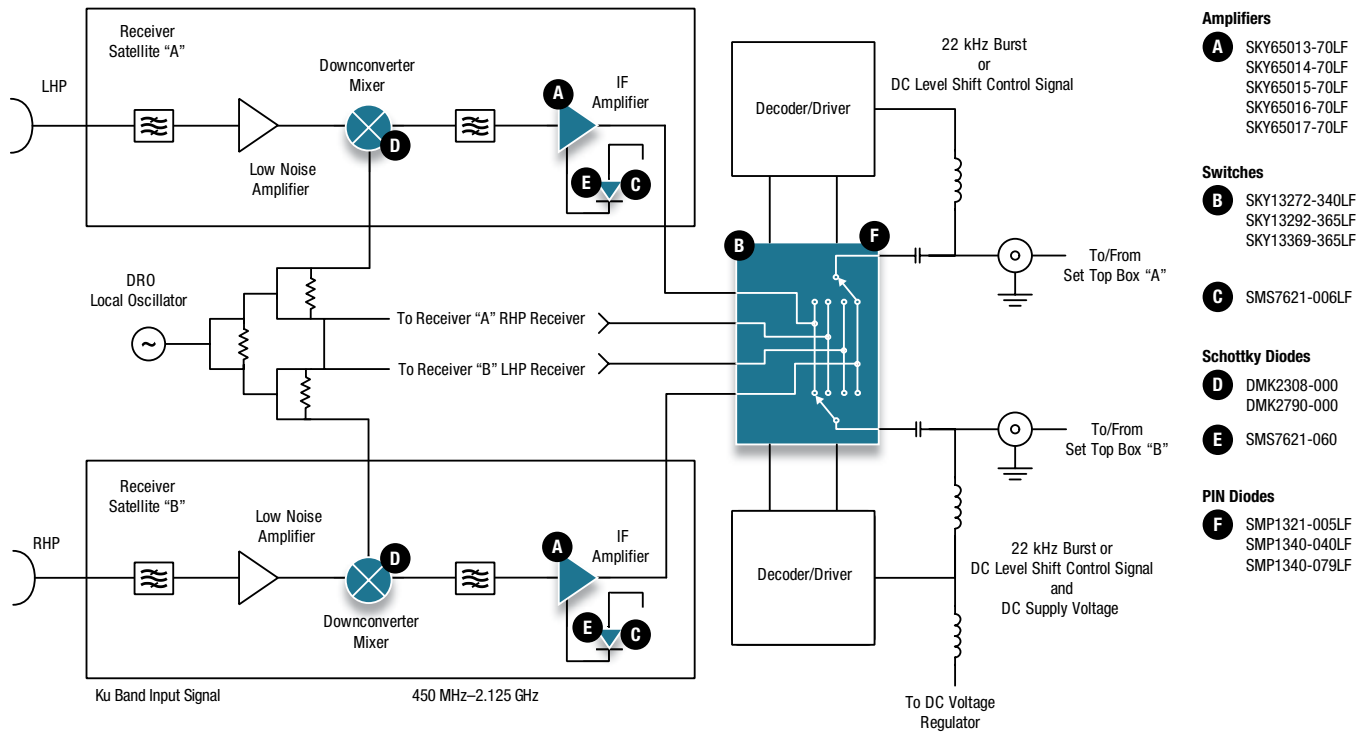 Receiver
Satellite “A”
LHP
Downconverter
Mixer
IF
Amplifier
A
D
Low Noise
Amplifier
E
C
22 kHz Burst
or
DC Level Shift Control Signal
Decoder/Driver
B
F
To/From
Set Top Box “A”
DRO
Local Oscillator
~
To Receiver “A” RHP Receiver
To Receiver “B” LHP Receiver
To/From
Set Top Box “B”
Receiver
Satellite “B”
RHP
Low Noise
Amplifier
D
Downconverter
Mixer
A
IF
Amplifier
E
C
Decoder/Driver
22 kHz Burst or
DC Level Shift Control Signal
and
DC Supply Voltage
Ku Band Input Signal
450 MHz–2.125 GHz
To DC Voltage
Regulator
Amplifiers
A SKY65013-70LF
SKY65014-70LF
SKY65015-70LF
SKY65016-70LF
SKY65017-70LF
Switches
B SKY13272-340LF
SKY13292-365LF
SKY13369-365LF
C SMS7621-006LF
Schottky Diodes
D DMK2308-000
DMK2790-000
E SMS7621-060
PIN Diodes
F SMP1321-005LF
SMP1340-040LF
SMP1340-079LF